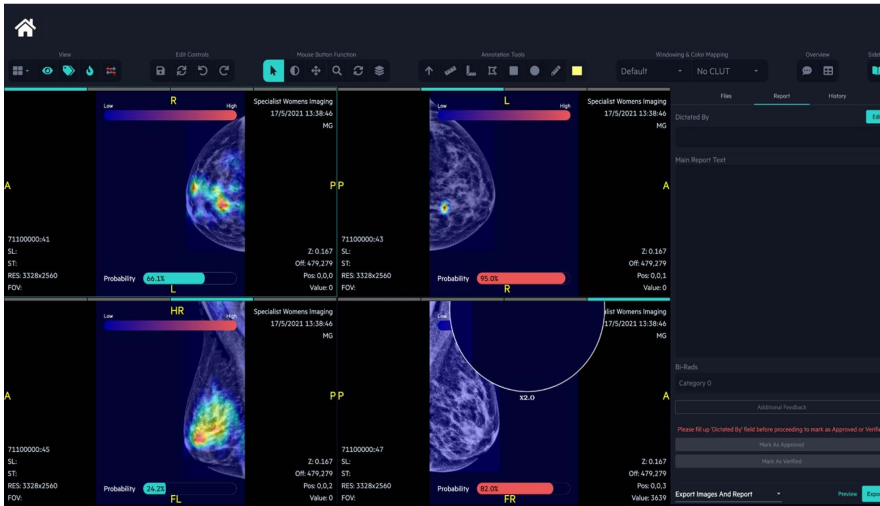 View
Edit Controls
Mouse Button Function
Annotation Tools
Windowing & Color Mapping
Overview
Default
No CLUT
R
Low
High
Specialist Womens Imaging
17/5/2021 13:38:46
MG
A
P
71100000:41
SL:
ST:
RES: 3328x2560
FOV:
Z: 0.167
Off: 479,279
Pos: 0,0,0
Value: 0
Probability
66.1%
L
L
Low
High
Specialist Womens Imaging
17/5/2021 13:38:46
MG
P
A
71100000:43
SL:
ST:
RES: 3328x2560
FOV:
Z: 0.167
Off: 479,279
Pos: 0,0,1
Value: 0
Probability
95.0%
R
HR
Low
High
Specialist Womens Imaging
17/5/2021 13:38:46
MG
A
P
71100000:45
SL:
ST:
RES: 3328x2560
FOV:
Z: 0.167
Off: 479,279
Pos: 0,0,2
Value: 0
Probability
24.2%
FL
Low
17/5/2021 13:38:46
MG
x2.0
P
A
71100000:47
SL:
ST:
RES: 3328x2560
FOV:
Z: 0.167
Off: 479,279
Pos: 0,0,3
Value: 3639
Probability
82.0%
FR
Files
Report
History
Dictated By
Main Report Text
Bi-Rads
Category 0
Additional Feedback
Please fill up 'Dictated By' field before proceeding to mark as Approved or
Mark As Approved
Mark As Verified
Export Images And Report
Preview